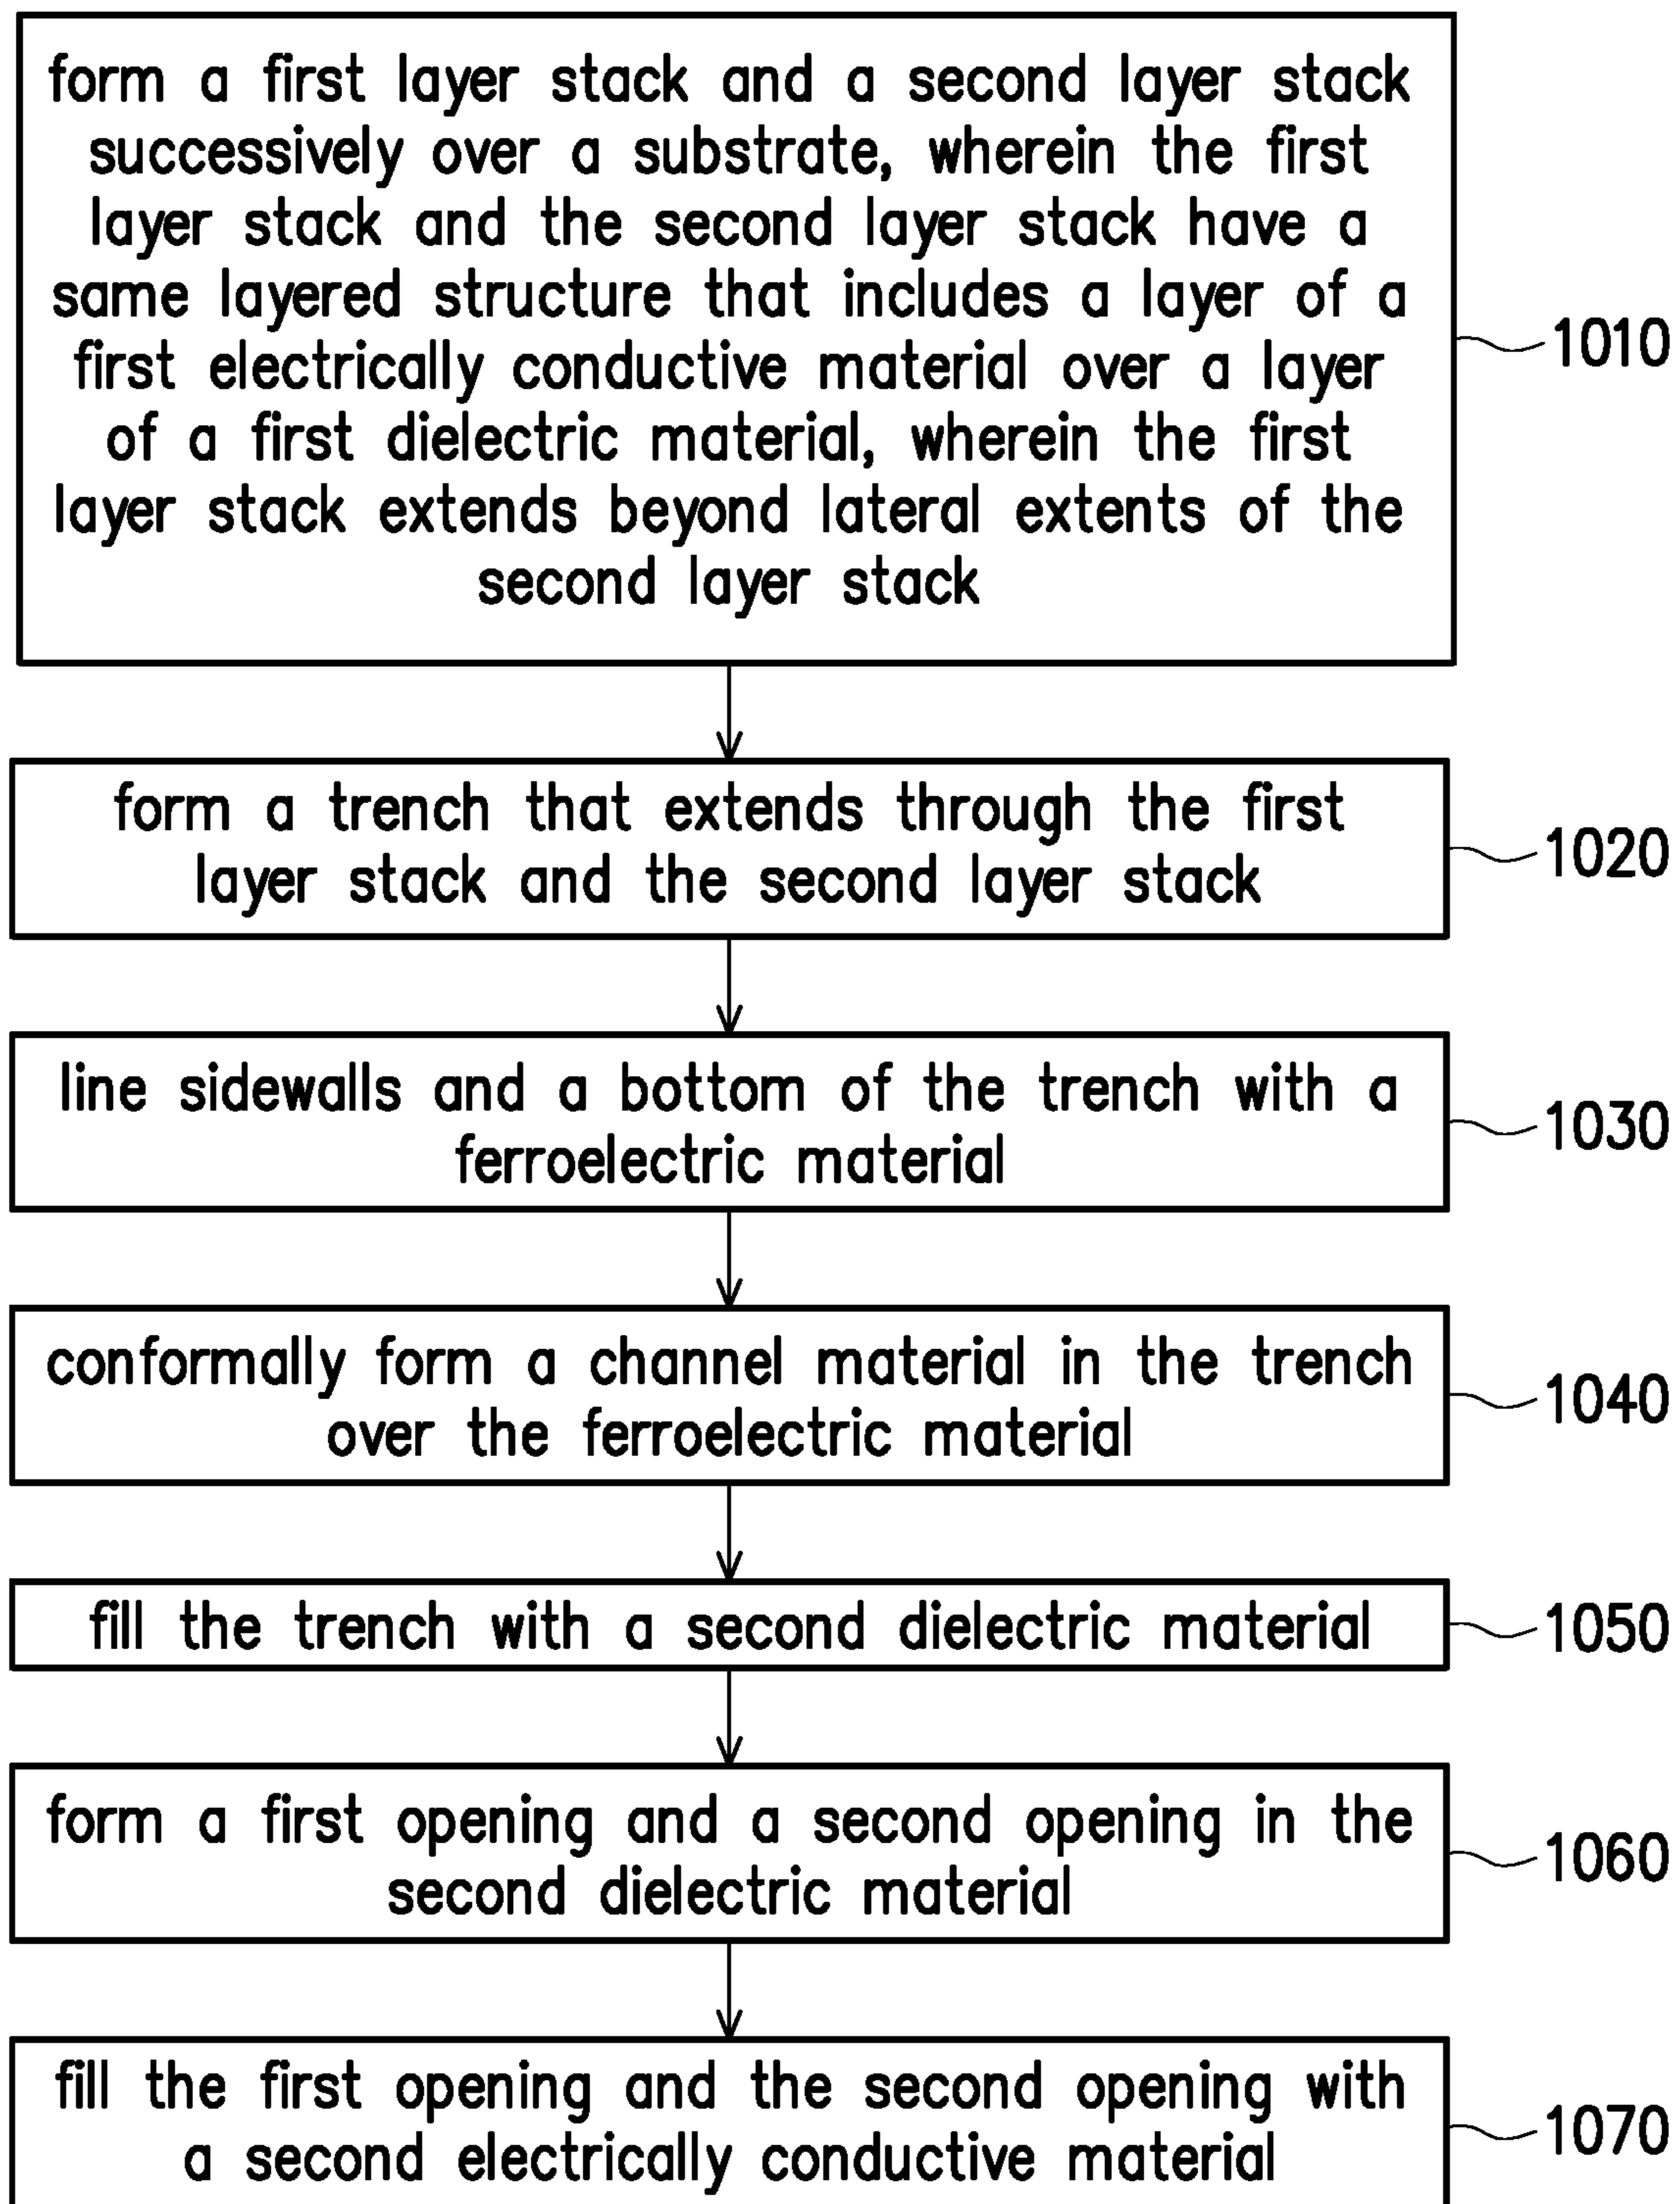 form a first layer stack and a second layer stack
successively over a substrate, wherein the first
layer stack and the second layer stack have a
same layered structure that includes a layer of a
first electrically conductive material over a layer
of a first dielectric material, wherein the first
layer stack extends beyond lateral extents of the
second layer stack
1010
form a trench that extends through the first
layer stack and the second layer stack
1020
line sidewalls and a bottom of the trench with a
ferroelectric material
1030
conformally form a channel material in the trench
over the ferroelectric material
1040
fill the trench with a second dielectric material
1050
form a first opening and a second opening in the
second dielectric material
1060
fill the first opening and the second opening with
a second electrically conductive material
1070